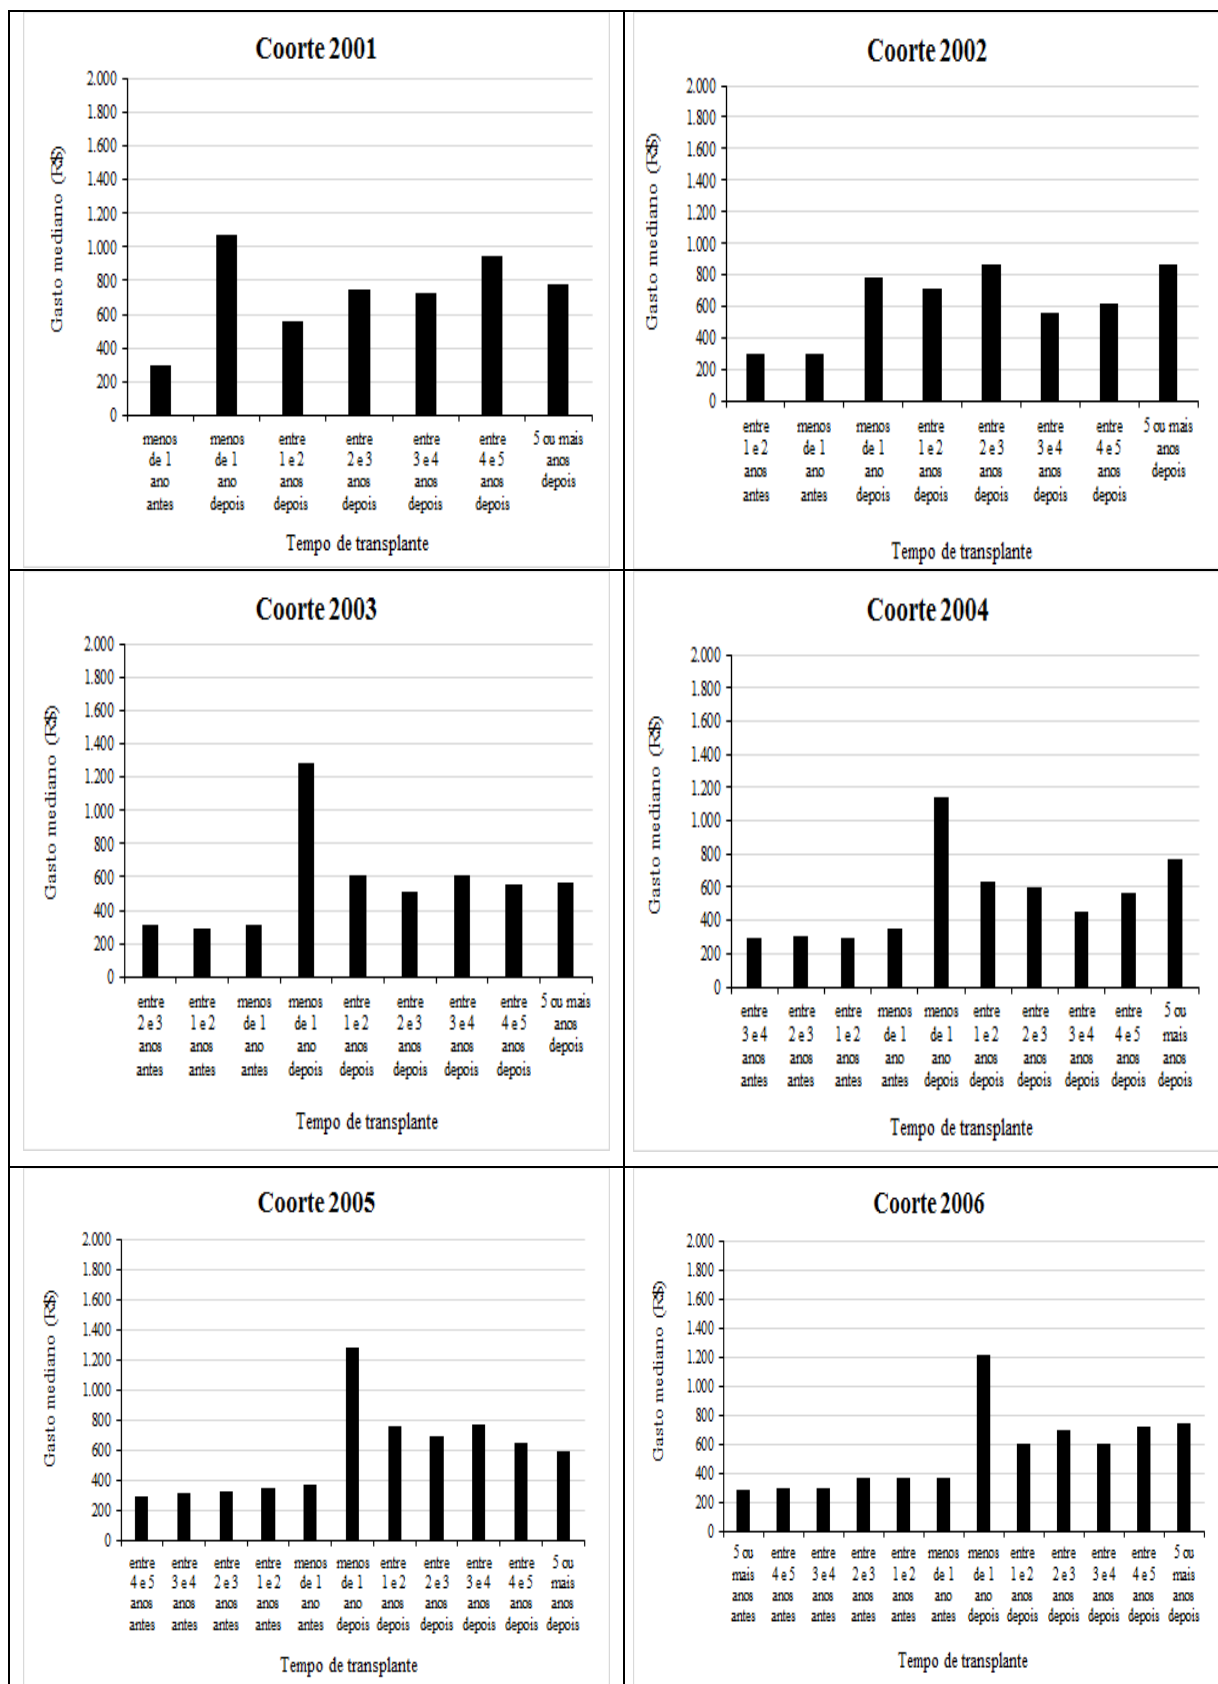 Coorte 2001
Gasto mediano (R$)
2.000
1.800
1.600
1.400
1.200
1.000
800
600
400
200
0
menos de 1 ano antes
menos de 1 ano depois
entre 1 e 2 anos depois
entre 2 e 3 anos depois
entre 3 e 4 anos depois
entre 4 e 5 anos depois
5 ou mais anos depois
Tempo de transplante
Coorte 2002
Gasto mediano (R$)
2.000
1.800
1.600
1.400
1.200
1.000
800
600
400
200
0
entre 1 e 2 anos antes
menos de 1 ano antes
menos de 1 ano depois
entre 1 e 2 anos depois
entre 2 e 3 anos depois
entre 3 e 4 anos depois
entre 4 e 5 anos depois
5 ou mais anos depois
Tempo de transplante
Coorte 2003
Gasto mediano (R$)
2.000
1.800
1.600
1.400
1.200
1.000
800
600
400
200
0
entre 2 e 3 anos antes
entre 1 e 2 anos antes
menos de 1 ano antes
menos de 1 ano depois
entre 1 e 2 anos depois
entre 2 e 3 anos depois
entre 3 e 4 anos depois
entre 4 e 5 anos depois
5 ou mais anos depois
Tempo de transplante
Coorte 2004
Gasto mediano (R$)
2.000
1.800
1.600
1.400
1.200
1.000
800
600
400
200
0
entre 3 e 4 anos antes
entre 2 e 3 anos antes
entre 1 e 2 anos antes
menos de 1 ano antes
menos de 1 ano depois
entre 1 e 2 anos depois
entre 2 e 3 anos depois
entre 3 e 4 anos depois
entre 4 e 5 anos depois
5 ou mais anos depois
Tempo de transplante
Coorte 2005
Gasto mediano (R$)
2.000
1.800
1.600
1.400
1.200
1.000
800
600
400
200
0
entre 4 e 5 anos antes
entre 3 e 4 anos antes
entre 2 e 3 anos antes
entre 1 e 2 anos antes
menos de 1 ano antes
menos de 1 ano depois
entre 1 e 2 anos depois
entre 2 e 3 anos depois
entre 3 e 4 anos depois
entre 4 e 5 anos depois
5 ou mais anos depois
Tempo de transplante
Coorte 2006
Gasto mediano (R$)
2.000
1.800
1.600
1.400
1.200
1.000
800
600
400
200
0
5 ou mais anos antes
entre 4 e 5 anos antes
entre 3 e 4 anos antes
entre 2 e 3 anos antes
entre 1 e 2 anos antes
menos de 1 ano antes
menos de 1 ano depois
entre 1 e 2 anos depois
entre 2 e 3 anos depois
entre 3 e 4 anos depois
entre 4 e 5 anos depois
5 ou mais anos depois
Tempo de transplante